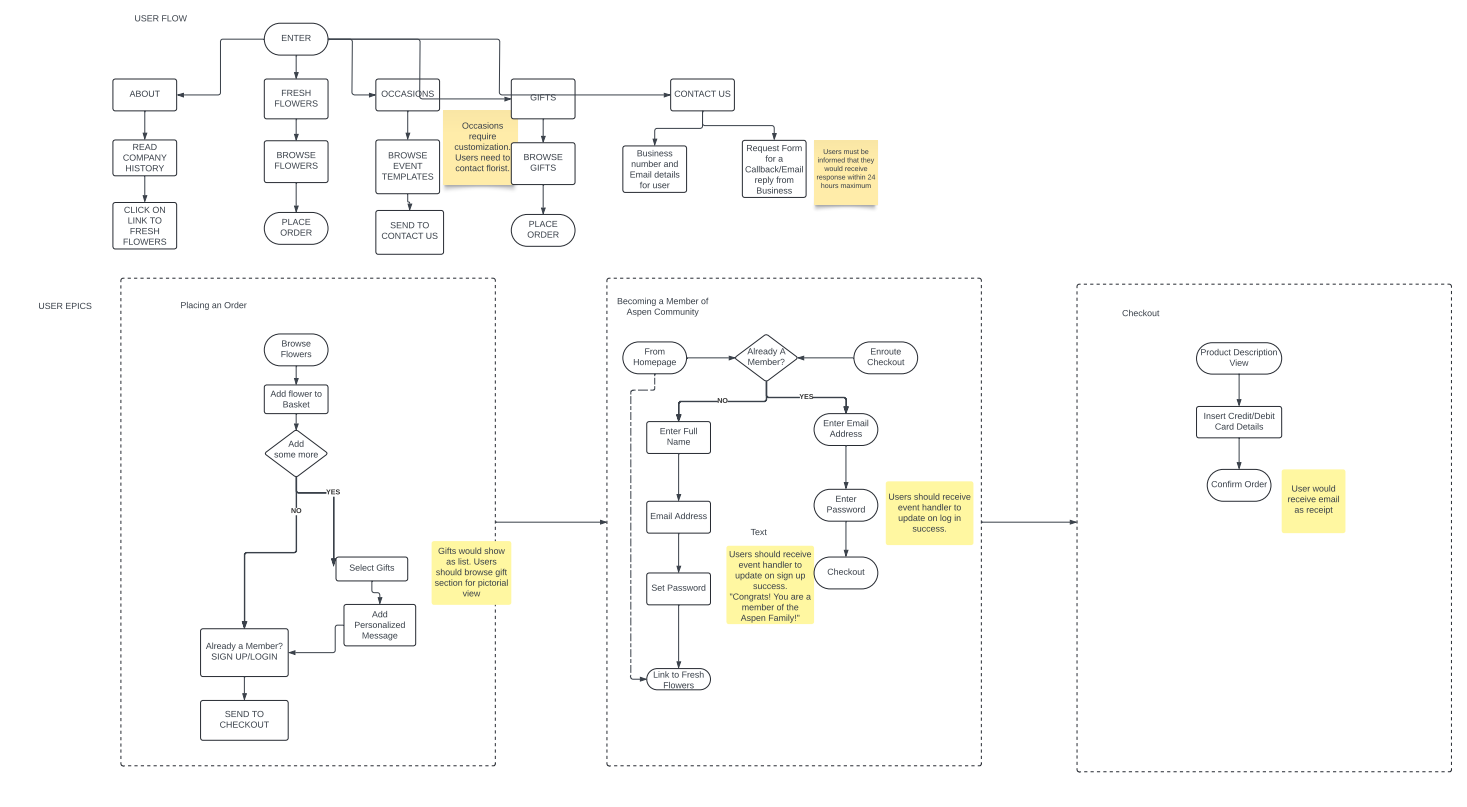 USER FLOW
ENTER
ABOUT
FRESH
FLOWERS
OCCASIONS
GIFTS
CONTACT US
READ
COMPANY
HISTORY
BROWSE
FLOWERS
BROWSE
EVENT
TEMPLATES
Occasions
require
customization.
Users need to
contact florist.
BROWSE
GIFTS
Business
number and
Email details
for user
Request Form
for a
Callback/Email
reply from
Business
Users must be
informed that they
would receive
response within 24
hours maximum
CLICK ON
LINK TO
FRESH
FLOWERS
PLACE
ORDER
SEND TO
CONTACT US
PLACE
ORDER
USER EPICS
Placing an Order
Browse
Flowers
Add flower to
Basket
Add
some more
YES
NO
Select Gifts
Gifts would show
as list. Users
should browse gift
section for pictorial
view
Add
Personalized
Message
Already a Member?
SIGN UP/LOGIN
SEND TO
CHECKOUT
Becoming a Member of
Aspen Community
From
Homepage
Already A
Member?
Enroute
Checkout
NO
YES
Enter Full
Name
Enter Email
Address
Email Address
Enter
Password
Users should receive
event handler to
update on log in
success.
Text
Users should receive
event handler to
update on sign up
success.
"Congrats! You are a
member of the
Aspen Family!"
Set Password
Checkout
Link to Fresh
Flowers
Checkout
Product Description
View
Insert Credit/Debit
Card Details
Confirm Order
User would
receive email
as receipt